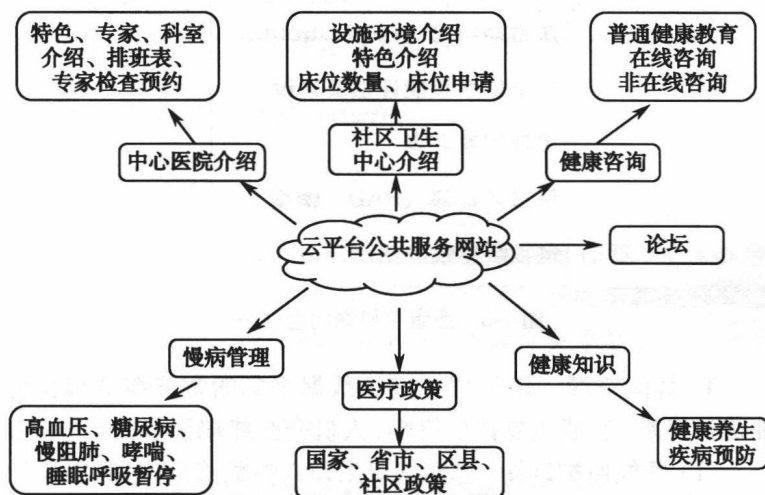 特色、专家、科室
介绍、排班表、
专家检查预约
设施环境介绍
特色介绍
床位数量、床位申请
普通健康教育
在线咨询
非在线咨询
中心医院介绍
社区卫生
中心介绍
健康咨询
云平台公共服务网站
论坛
慢病管理
医疗政策
健康知识
高血压、糖尿病
慢阻肺、哮喘、
睡眠呼吸暂停
国家、省市、区县、
社区政策
健康养生
疾病预防